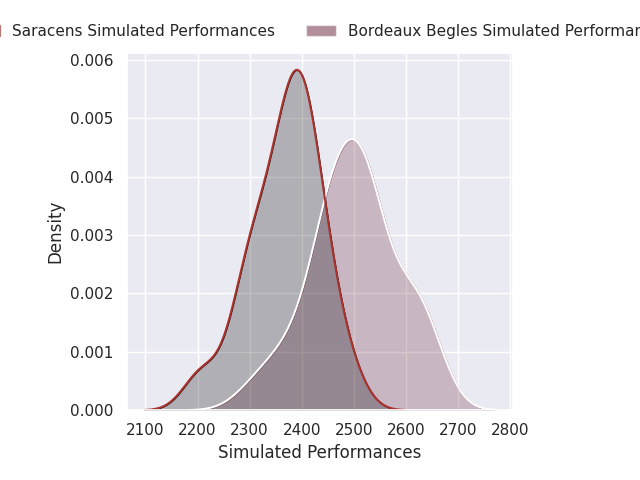 Saracens Simulated Performances
Bordeaux Begles Simulated Performan
0.006
0.005
0.004
0.003
0.002
0.001
0.000
Density
2100 2200 2300 2400 2500 2600 2700 2800
Simulated Performances